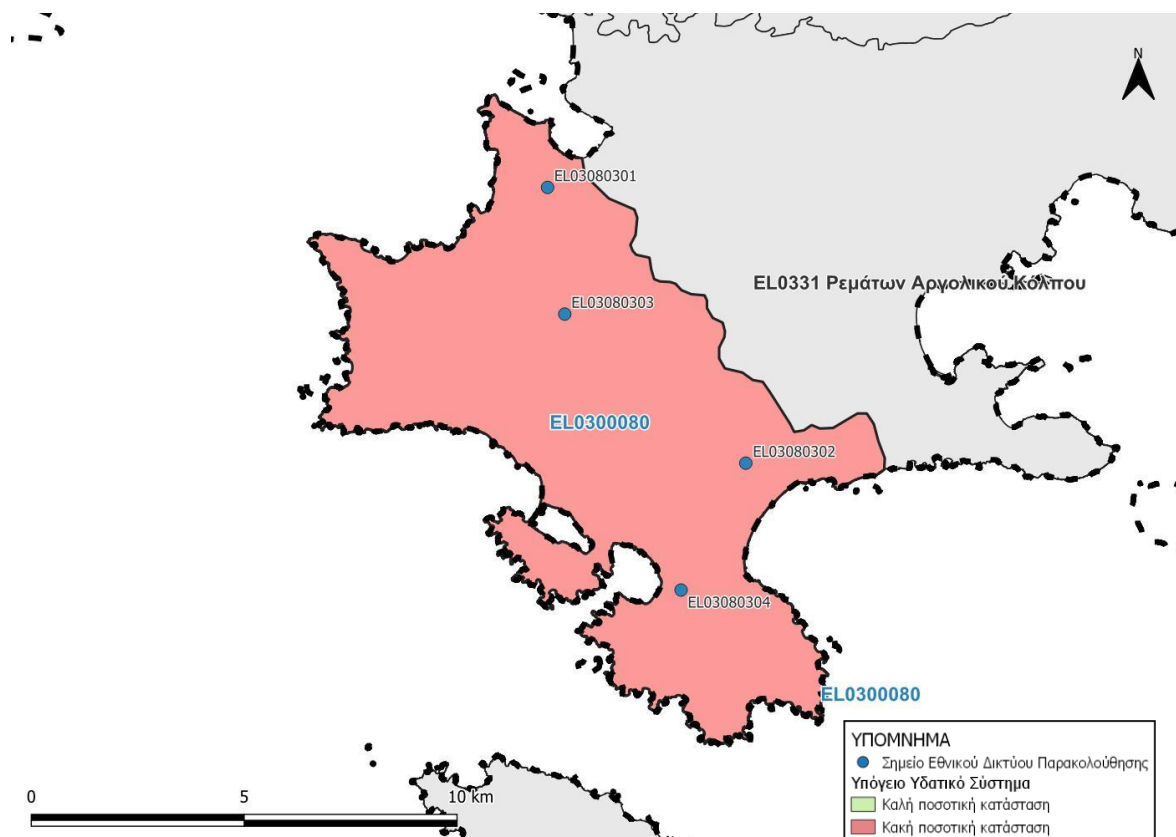 N
EL03080301
EL0331 Ρεμάτων Αργολικού Κόλπου
EL03080303
EL0300080
EL03080302
EL03080304
EL0300080
ΥΠΟΜΝΗΜΑ
Σημείο Εθνικού Δικτύου Παρακολούθησης
Υπόγειο Υδατικό Σύστημα
Καλή ποσοτική κατάσταση
Κακή ποσοτική κατάσταση
0 5 10 km